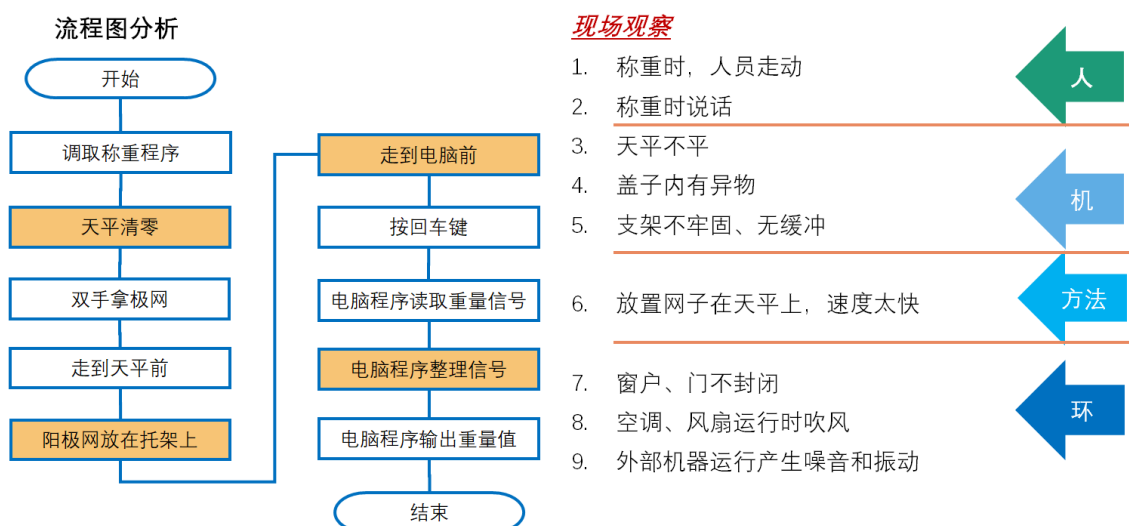 流程图分析
开始
调取称重程序
天平清零
双手拿极网
走到天平前
阳极网放在托架上
走到电脑前
按回车键
电脑程序读取重量信号
电脑程序整理信号
电脑程序输出重量值
结束
现场观察
1. 称重时，人员走动
2. 称重时说话
人
3. 天平不平
4. 盖子内有异物
5. 支架不牢固、无缓冲
机
6. 放置网子在天平上，速度太快
方法
7. 窗户、门不封闭
8. 空调、风扇运行时吹风
9. 外部机器运行产生噪音和振动
环